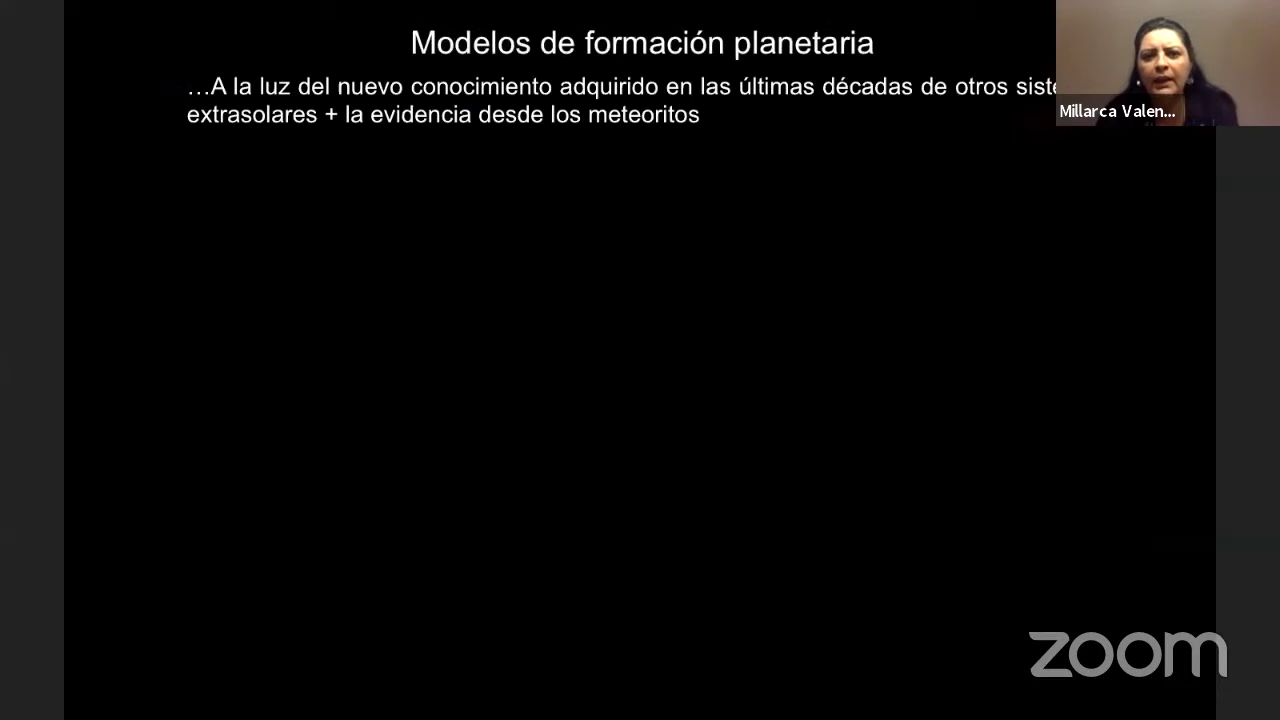 Modelos de formación planetaria
…A la luz del nuevo conocimiento adquirido en las últimas décadas de otros siste
extrasolares + la evidencia desde los meteoritos
Millarca Valen...
zoom